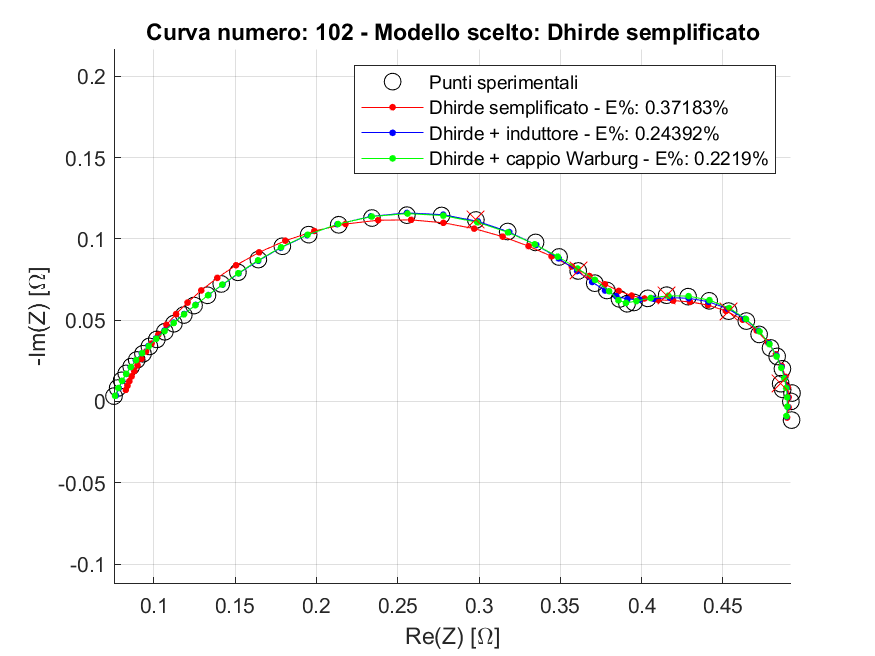 Curva numero: 102 - Modello scelto: Dhirde semplificato
Punti sperimentali
Dhirde semplificato - E%: 0.37183%
Dhirde + induttore - E%: 0.24392%
Dhirde + cappio Warburg - E%: 0.2219%
-Im(Z) [Ω]
0.2
0.15
0.1
0.05
0
-0.05
-0.1
0.1
0.15
0.2
0.25
0.3
0.35
0.4
0.45
Re(Z) [Ω]